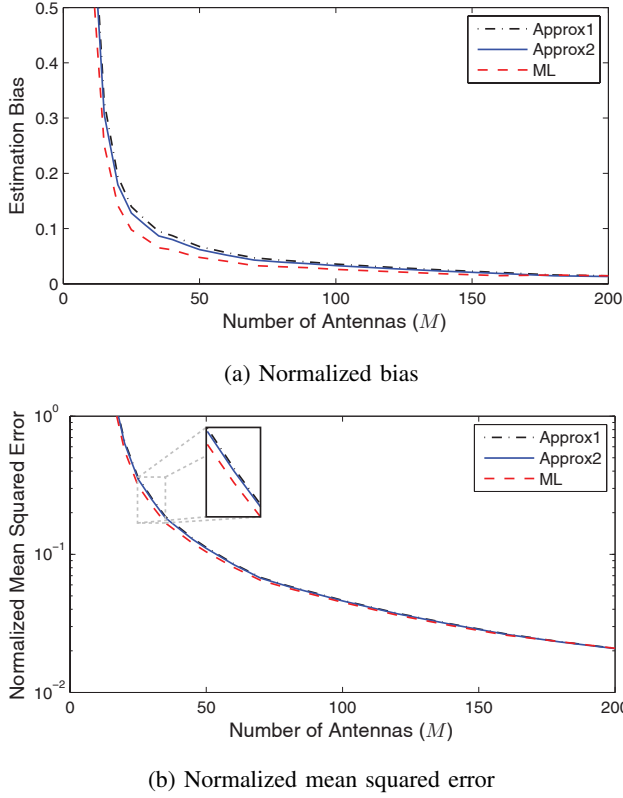 0.5
0.4
0.3
0.2
0.1
0
Estimation Bias
Approx1
Approx2
ML
0 50 100 150 200
Number of Antennas (M)
(a) Normalized bias
10^0
10^-1
10^-2
Normalized Mean Squared Error
Approx1
Approx2
ML
0 50 100 150 200
Number of Antennas (M)
(b) Normalized mean squared error